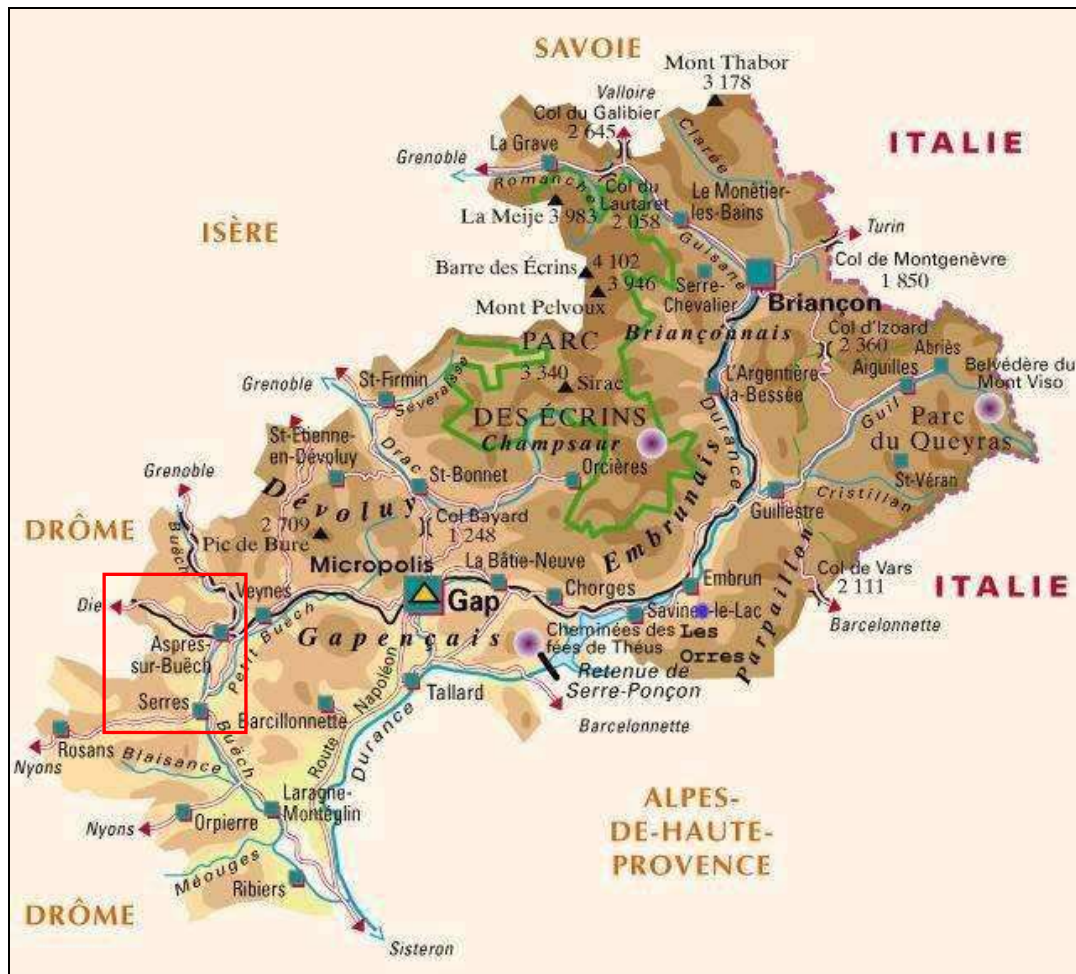 SAVOIE
Mont Thabor
3 178
Valloire
Col du Galibier
2 645
ITALIE
Clarée
La Grave
Grenoble
Romanche
Col du
Lautaret
2 058
Le Monêtier-
les-Bains
La Meije 3 983
ISÈRE
Guisane
Turin
Col de Montgenèvre
1 850
Barre des Écrins
4 102
3 946
Mont Pelvoux
Serre-
Chevalier
Briançon
Briançonnais
PARC
Col d'Izoard
2 360
Abriès
Aiguilles
Belvédère du
Mont Viso
Grenoble
St-Firmin
Séveraisse
3 340
Sirac
L'Argentière
-la-Bessée
DES ÉCRINS
Champsaur
Durance
Guil
Parc
du Queyras
St-Etienne-
en-Dévoluy
Drac
St-Bonnet
Orcières
Grenoble
St-Véran
Cristillan
Dévoluy
Embrunais
Guillestre
DRÔME
Buëch
2 709
Pic de Bure
Col Bayard
1 248
Micropolis
La Bâtie-Neuve
Col de Vars
2 111
ITALIE
Die
Veynes
Gap
Chorges
Embrun
Parpaillon
Barcelonnette
Petit Buëch
Gapençais
Savines-le-Lac
Aspres-
sur-Buëch
Cheminées des
fées de Théus
Les
Orres
Retenue de
Serre-Ponçon
Serres
Napoléon
Tallard
Barcillonnette
Route
Durance
Barcelonnette
Rosans
Nyons
Blaisance
Buëch
Laragne-
Montéglin
ALPES-
DE-HAUTE-
PROVENCE
Nyons
Orpierre
Méouges
Ribiers
DRÔME
Sisteron